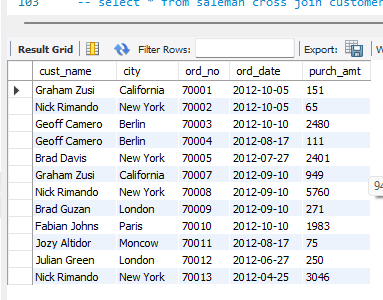 103 -- select * from saleman cross join customer
Result Grid Filter Rows: Export:
cust_name city ord_no ord_date purch_amt
Graham Zusi California 70001 2012-10-05 151
Nick Rimando New York 70002 2012-10-05 65
Geoff Camero Berlin 70003 2012-10-10 2480
Geoff Camero Berlin 70004 2012-08-17 111
Brad Davis New York 70005 2012-07-27 2401
Graham Zusi California 70007 2012-09-10 949
Nick Rimando New York 70008 2012-09-10 5760
Brad Guzan London 70009 2012-09-10 271
Fabian Johns Paris 70010 2012-10-10 1983
Jozy Altidor Moncow 70011 2012-08-17 75
Julian Green London 70012 2012-06-27 250
Nick Rimando New York 70013 2012-04-25 3046